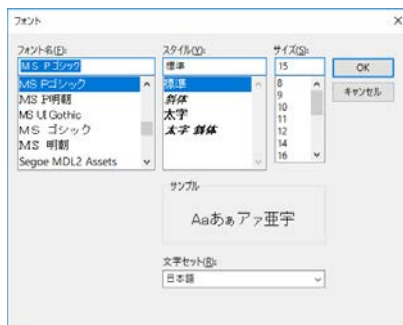 フォント
フォント名(F):
MS Pゴシック
MS Pゴシック
MS P明朝
MS UI Gothic
MS ゴシック
MS 明朝
Segoe MDL2 Assets
スタイル(Y):
標準
標準
斜体
太字
太字 斜体
サイズ(S):
15
8
9
10
11
12
14
16
OK
キャンセル
サンプル
Aaあぁアァ亜宇
文字セット(R):
日本語